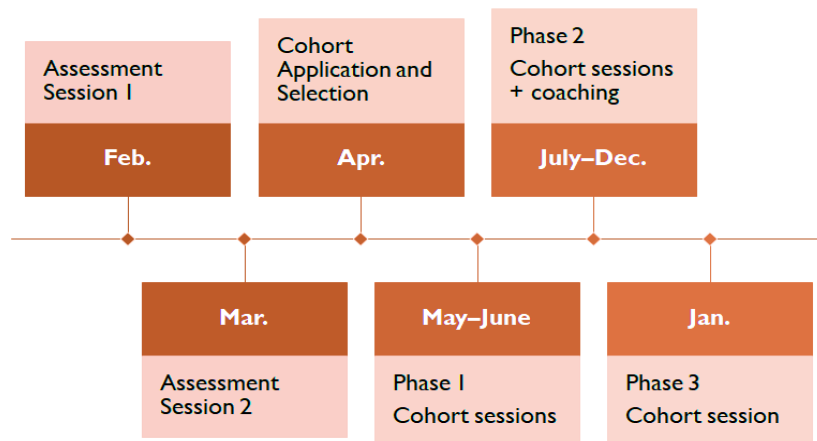 Assessment
Session 1
Feb.
Mar.
Assessment
Session 2
Cohort
Application and
Selection
Apr.
May–June
Phase 1
Cohort sessions
Phase 2
Cohort sessions
+ coaching
July–Dec.
Jan.
Phase 3
Cohort session